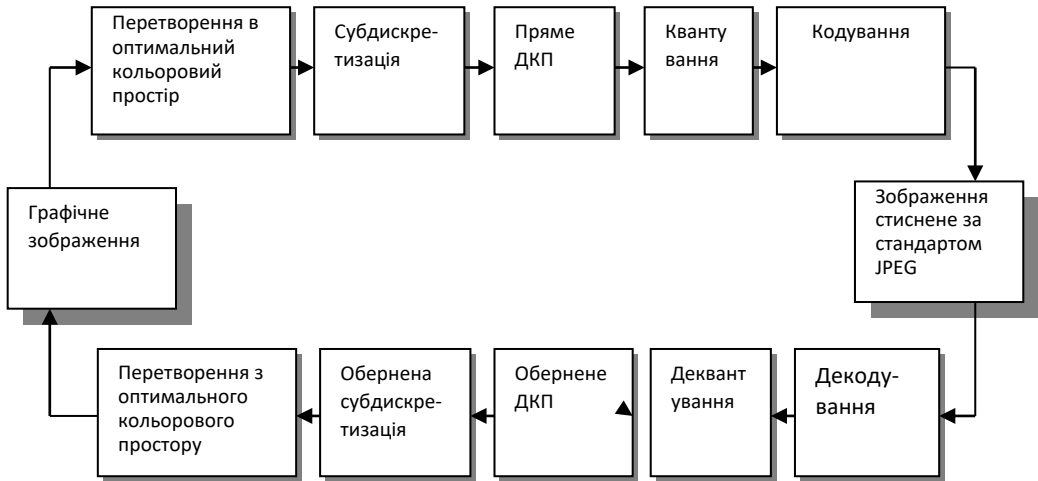 Перетворення в
оптимальний
кольоровий
простір
Субдискре-
тизація
Пряме
ДКП
Кванту
вання
Кодування
Графічне
зображення
Зображення
стиснене за
стандартом
JPEG
Перетворення з
оптимального
кольорового
простору
Обернена
субдискре-
тизація
Обернене
ДКП
Деквант
ування
Декоду-
вання